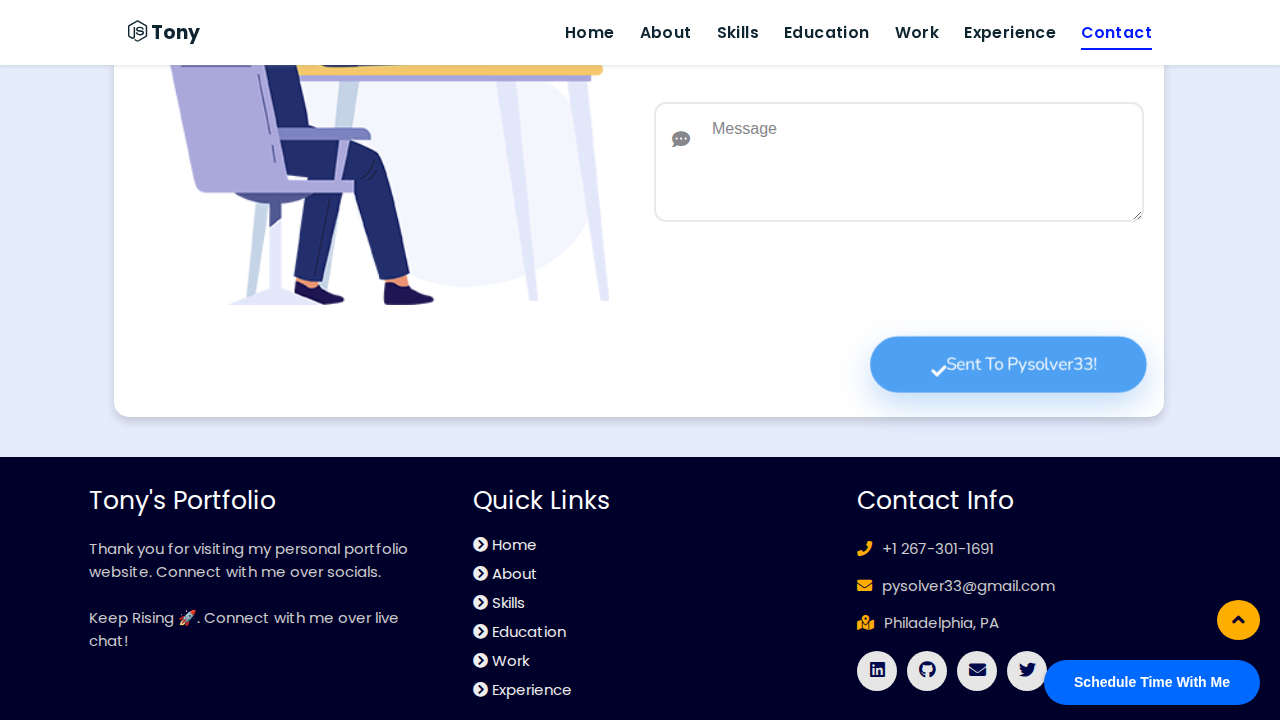 Tony
Home About Skills Education Work Experience Contact
Message
Sent To Pysolver33!
Tony's Portfolio
Thank you for visiting my personal portfolio
website. Connect with me over socials.
Keep Rising 🚀. Connect with me over live
chat!
Quick Links
Home
About
Skills
Education
Work
Experience
Contact Info
+1 267-301-1691
pysolver33@gmail.com
Philadelphia, PA
Schedule Time With Me